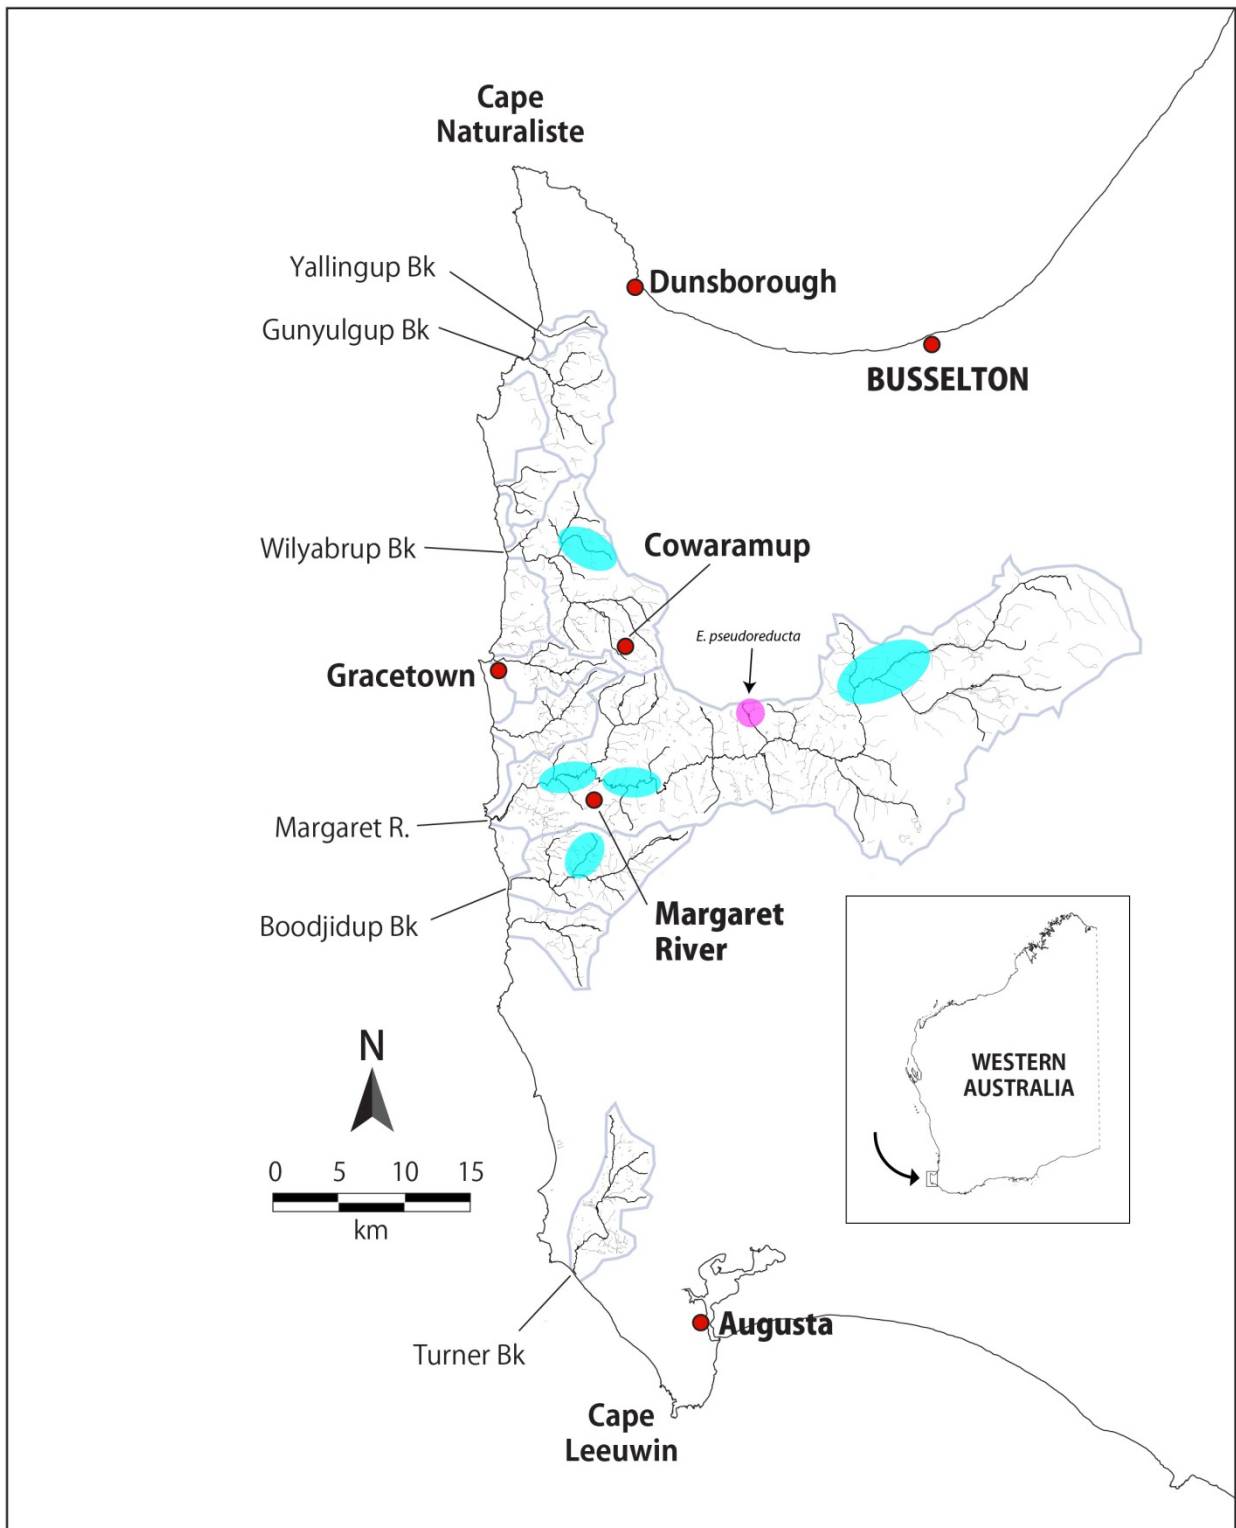 Cape
Naturaliste
Yallingup Bk
Dunsborough
Gunyulgup Bk
BUSSELTON
Wilyabrup Bk
Cowaramup
E. pseudoreducta
Gracetown
Margaret R.
Boodjidup Bk
Margaret
River
N
0 5 10 15
km
WESTERN
AUSTRALIA
Augusta
Turner Bk
Cape
Leeuwin